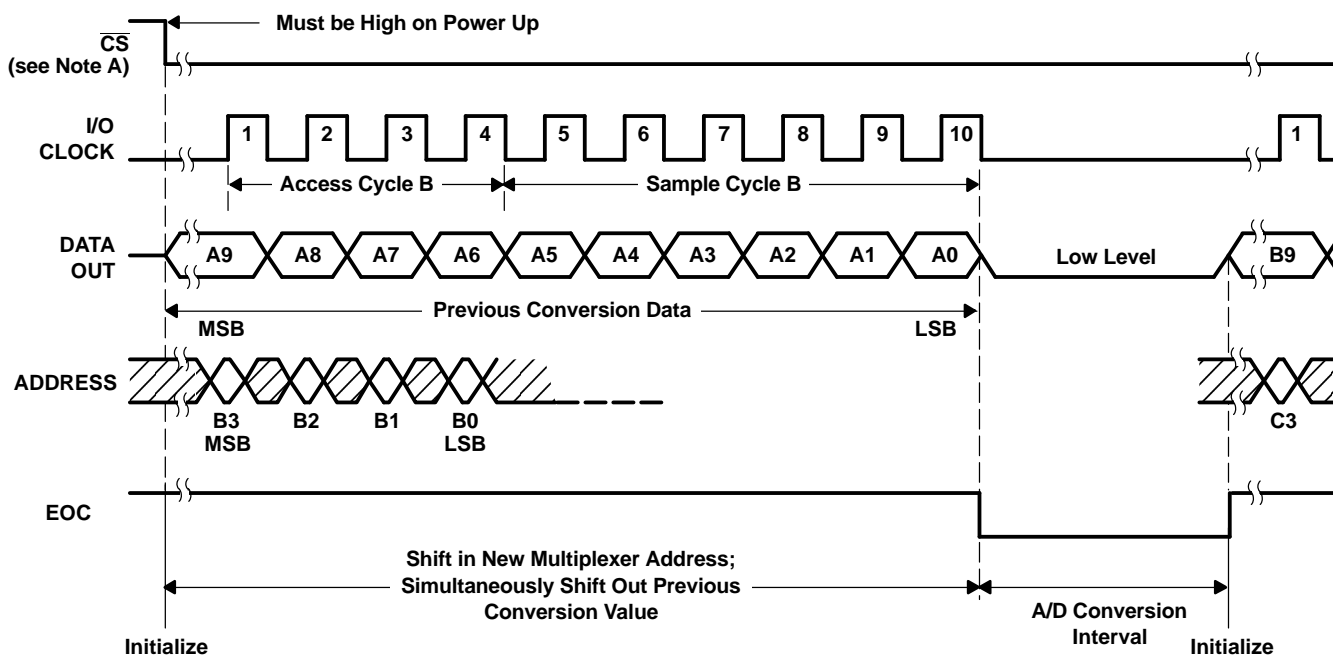 Must be High on Power Up
CS
(see Note A)
I/O
CLOCK
1 2 3 4 5 6 7 8 9 10 1
Access Cycle B Sample Cycle B
DATA
OUT
A9 A8 A7 A6 A5 A4 A3 A2 A1 A0 Low Level B9
Previous Conversion Data
MSB LSB
ADDRESS
B3 B2 B1 B0 C3
MSB LSB
EOC
Shift in New Multiplexer Address;
Simultaneously Shift Out Previous
Conversion Value
A/D Conversion
Interval
Initialize Initialize